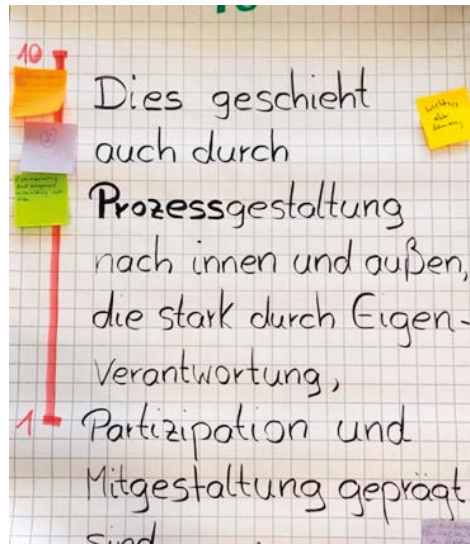 10
Dies geschieht
auch durch
Prozessgestaltung
nach innen und außen,
die stark durch Eigen-
verantwortung,
1
Partizipation und
Mitgestaltung geprägt
sind